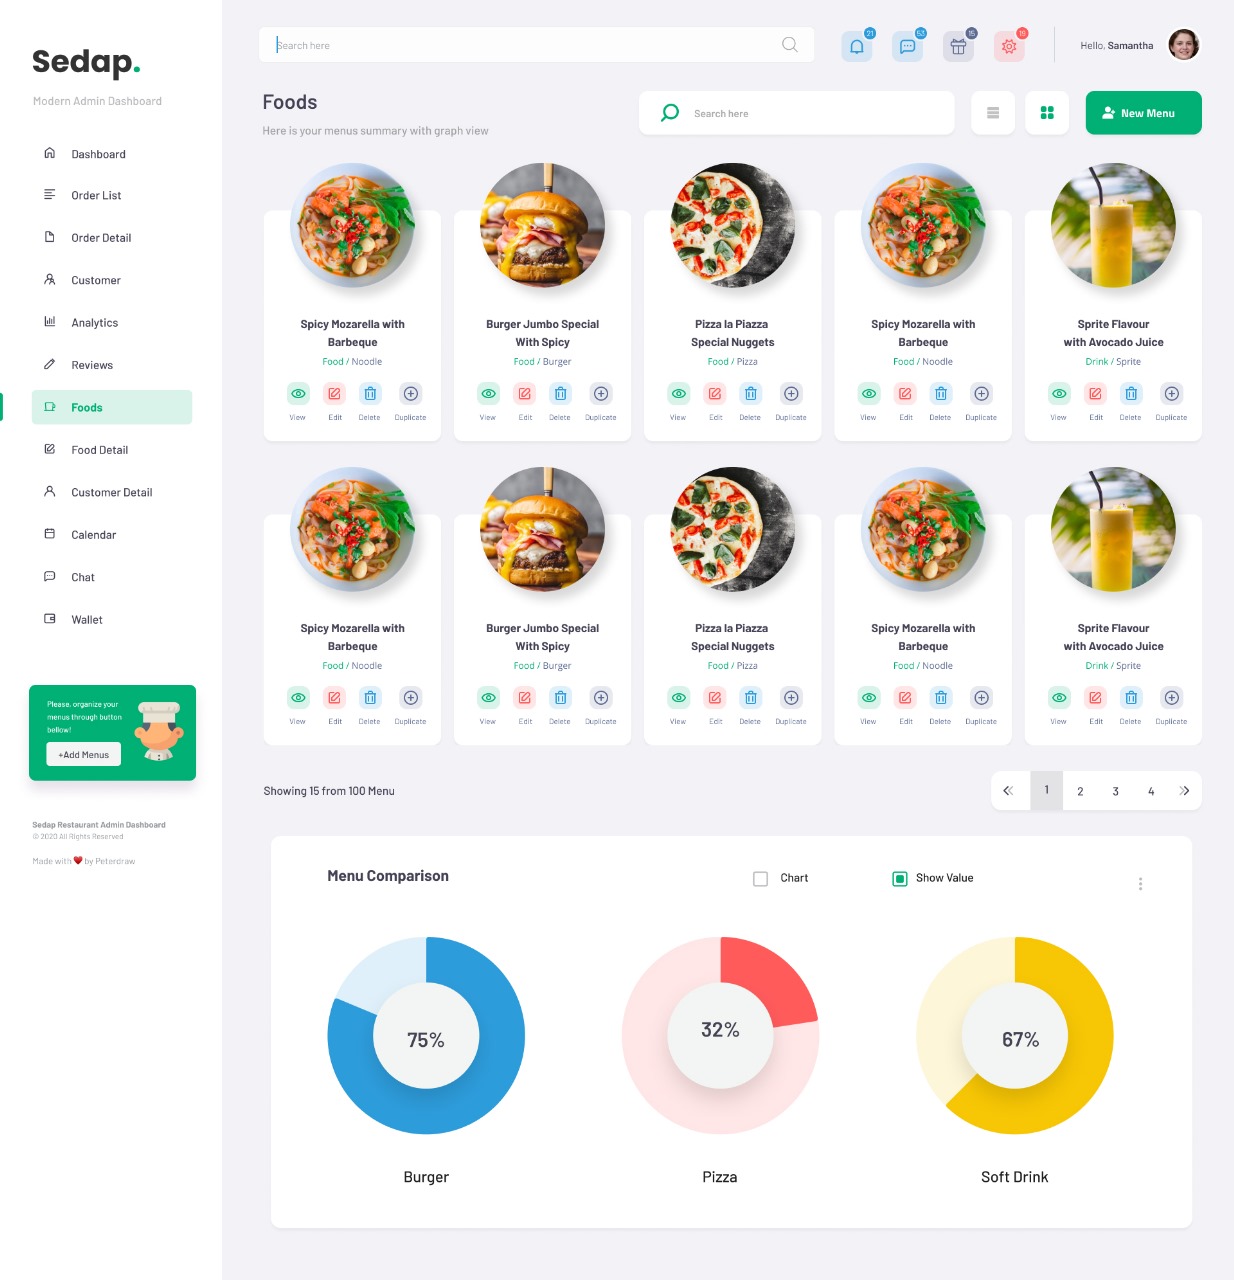 Sedap.
Modern Admin Dashboard
Dashboard
Order List
Order Detail
Customer
Analytics
Reviews
Foods
Food Detail
Customer Detail
Calendar
Chat
Wallet
Please, organize your
menus through button
bellow!
+Add Menus
Sedap Restaurant Admin Dashboard
© 2020 All Rights Reserved
Made with ❤ by Peterdraw
Search here
21
53
15
19
Hello, Samantha
Foods
Here is your menus summary with graph view
Search here
New Menu
Spicy Mozarella with
Barbeque
Food / Noodle
View Edit Delete Duplicate
Burger Jumbo Special
With Spicy
Food / Burger
View Edit Delete Duplicate
Pizza la Piazza
Special Nuggets
Food / Pizza
View Edit Delete Duplicate
Spicy Mozarella with
Barbeque
Food / Noodle
View Edit Delete Duplicate
Sprite Flavour
with Avocado Juice
Drink / Sprite
View Edit Delete Duplicate
Spicy Mozarella with
Barbeque
Food / Noodle
View Edit Delete Duplicate
Burger Jumbo Special
With Spicy
Food / Burger
View Edit Delete Duplicate
Pizza la Piazza
Special Nuggets
Food / Pizza
View Edit Delete Duplicate
Spicy Mozarella with
Barbeque
Food / Noodle
View Edit Delete Duplicate
Sprite Flavour
with Avocado Juice
Drink / Sprite
View Edit Delete Duplicate
Showing 15 from 100 Menu
1 2 3 4
Menu Comparison
Chart
Show Value
75%
32%
67%
Burger
Pizza
Soft Drink